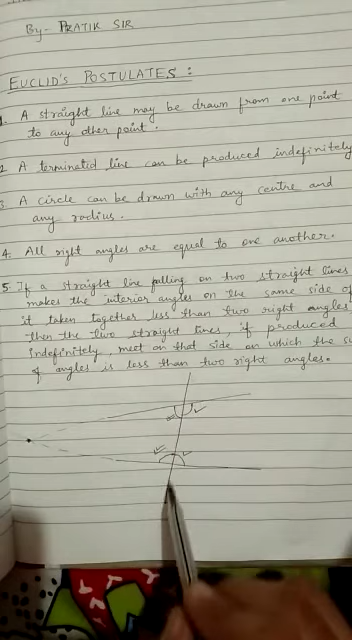 By- PRATIK SIR
EUCLID'S POSTULATES :
1. A straight line may be drawn from one point
to any other point.
2 A terminated line can be produced indefinitely
3 A circle can be drawn with any centre and
any radius.
4. All right angles are equal to one another.
5 If a straight line falling on two straight lines
makes the interior angles on the same side of
it taken together less than two right angles
then the two straight lines, if produced
indefinitely, meet on that side on which the
of angles is less than two right angles.